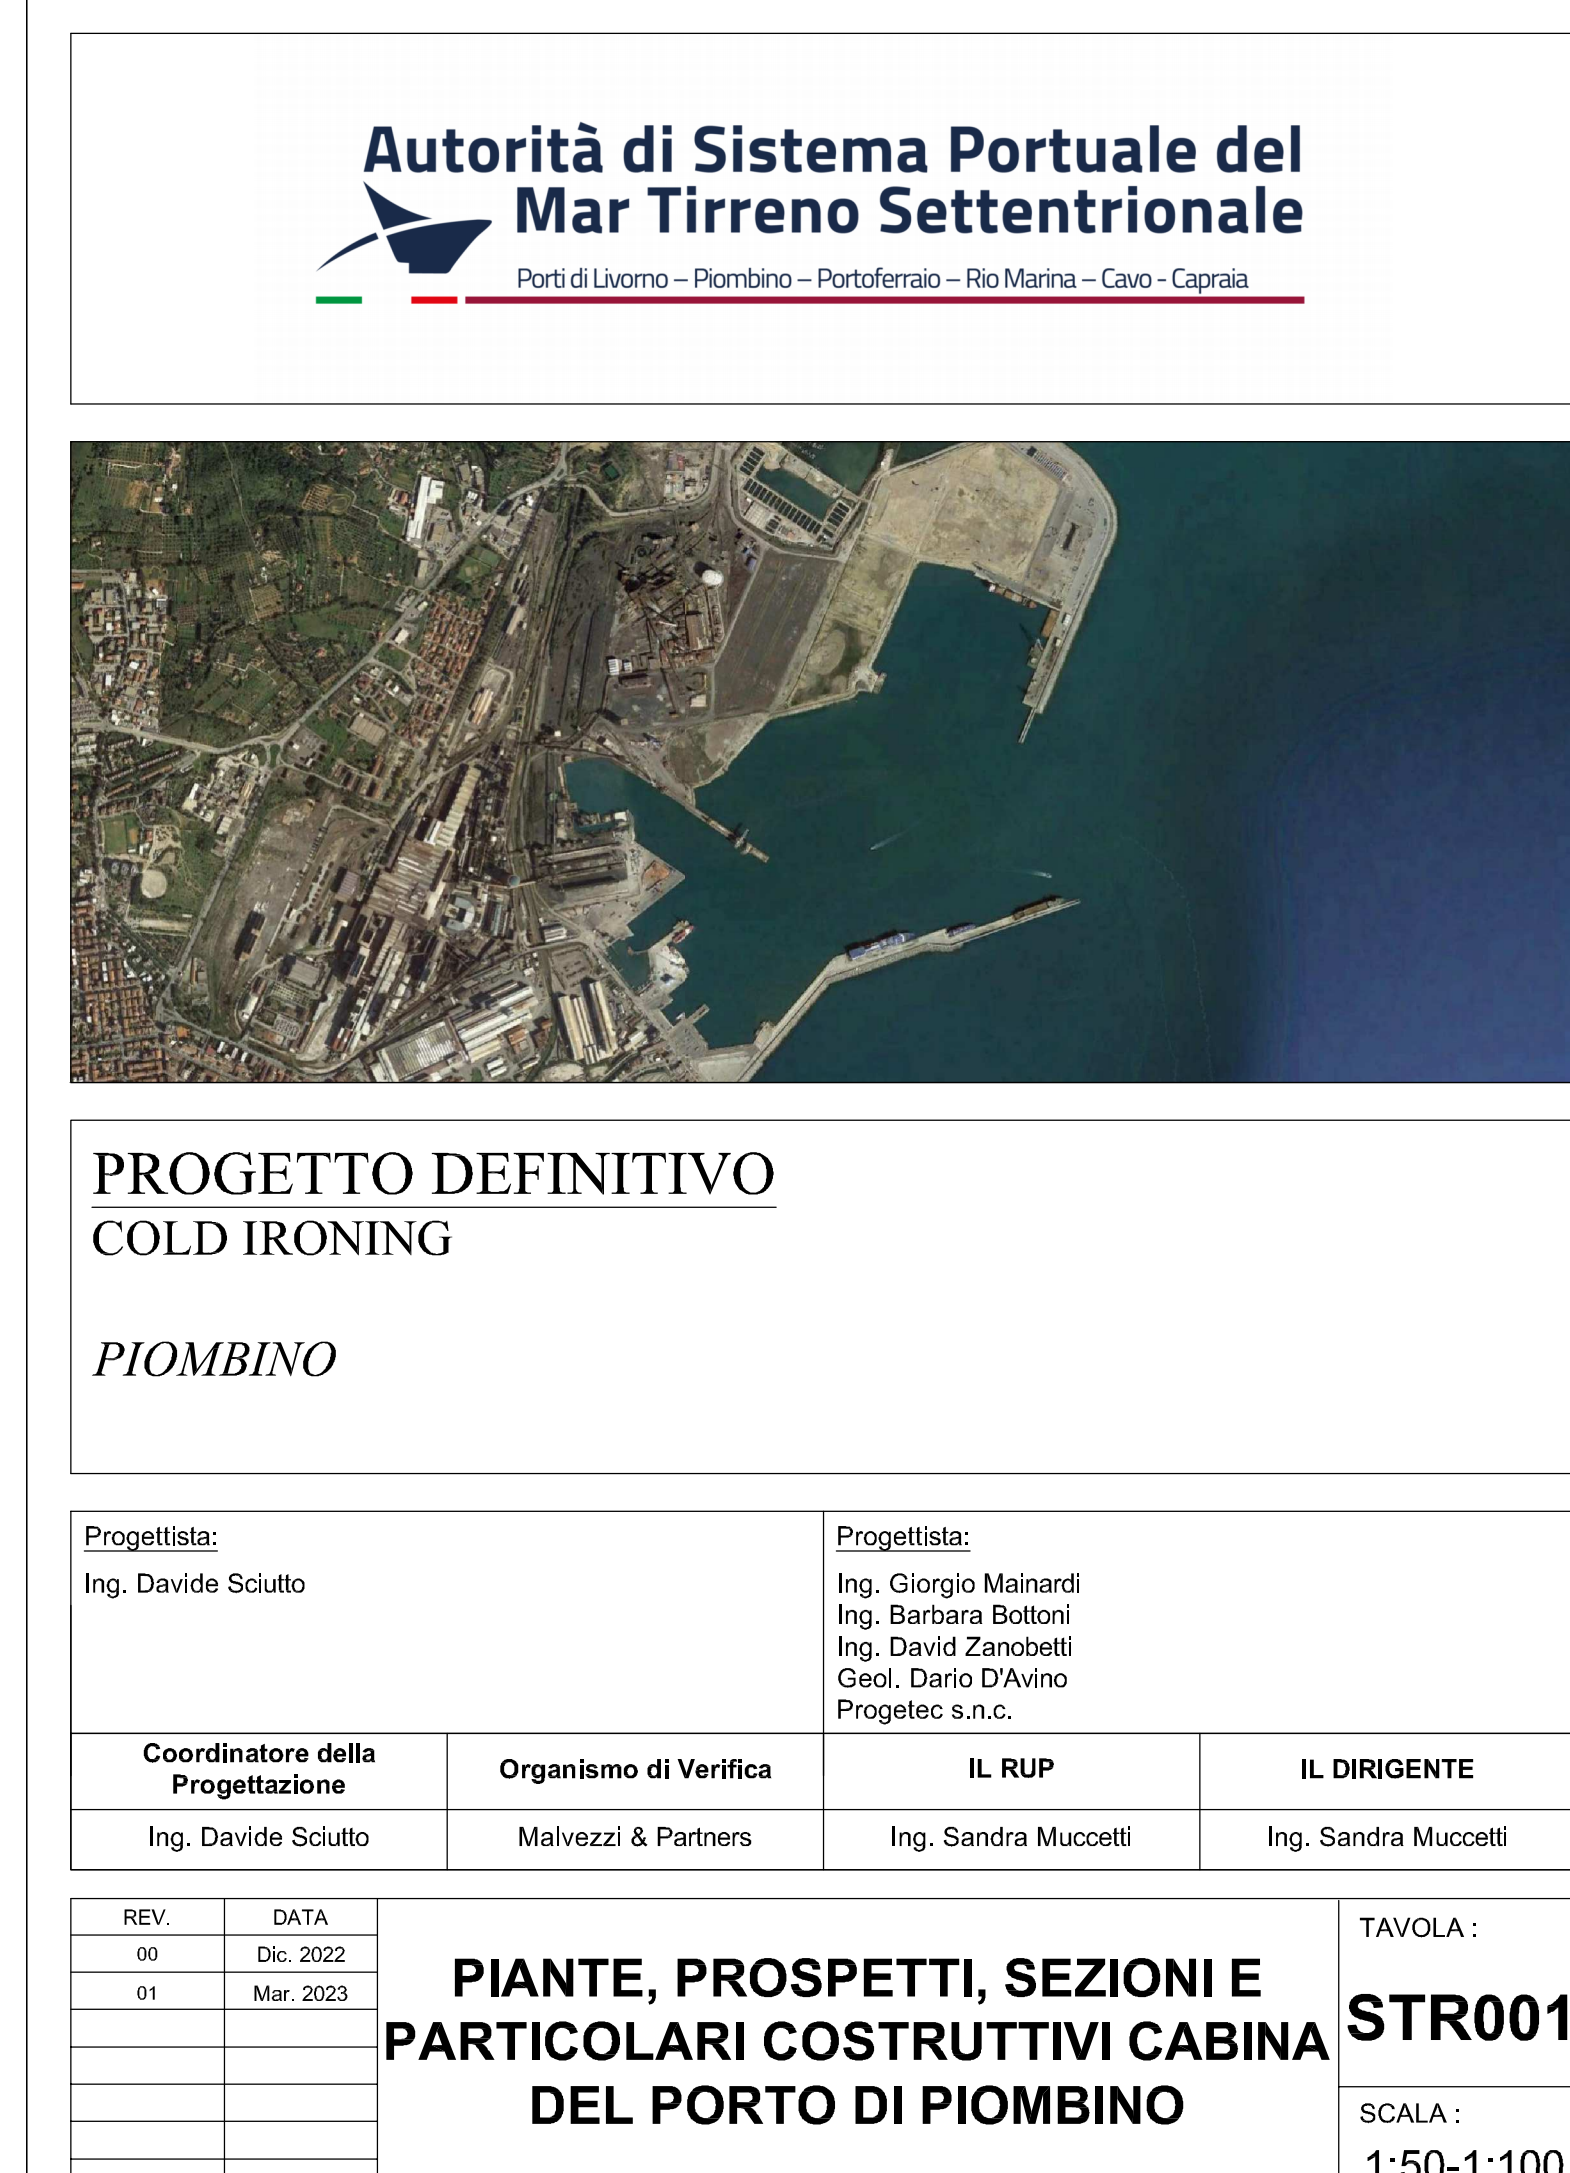 Autorità di Sistema Portuale del
Mar Tirreno Settentrionale
Porti di Livorno – Piombino – Portoferraio – Rio Marina – Cavo - Capraia
PROGETTO DEFINITIVO
COLD IRONING
PIOMBINO
Progettista:
Ing. Davide Sciutto
Progettista:
Ing. Giorgio Mainardi
Ing. Barbara Bottoni
Ing. David Zanobetti
Geol. Dario D'Avino
Progetec s.n.c.
Coordinatore della
Progettazione
Organismo di Verifica
IL RUP
IL DIRIGENTE
Ing. Davide Sciutto
Malvezzi & Partners
Ing. Sandra Muccetti
Ing. Sandra Muccetti
REV.
DATA
00
Dic. 2022
01
Mar. 2023
PIANTE, PROSPETTI, SEZIONI E
PARTICOLARI COSTRUTTIVI CABINA
DEL PORTO DI PIOMBINO
TAVOLA :
STR001
SCALA :
1:50-1:100